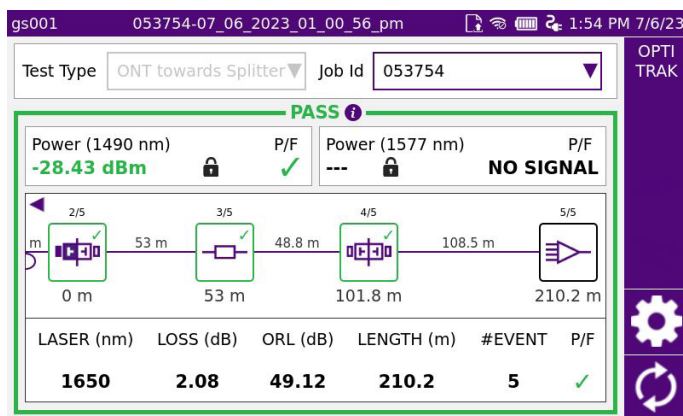 gs001 053754-07_06_2023_01_00_56_pm 1:54 PM 7/6/23
OPTI
TRAK
Test Type ONT towards Splitter Job Id 053754
PASS i
Power (1490 nm) P/F Power (1577 nm) P/F
-28.43 dBm --- NO SIGNAL
2/5 3/5 4/5 5/5
m 53 m 48.8 m 108.5 m
0 m 53 m 101.8 m 210.2 m
LASER (nm) LOSS (dB) ORL (dB) LENGTH (m) #EVENT P/F
1650 2.08 49.12 210.2 5